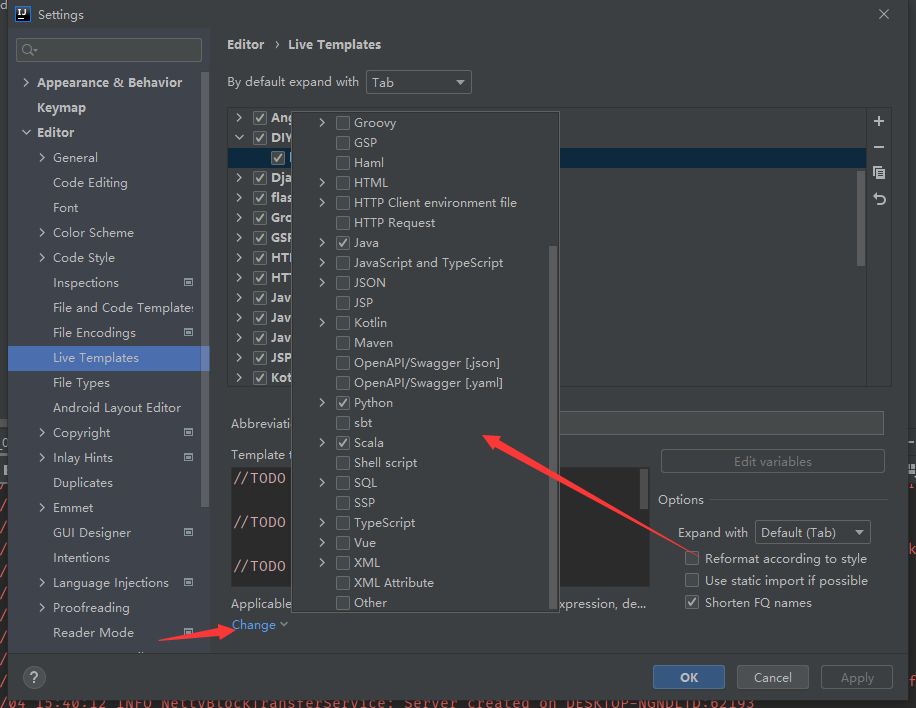 Settings
Editor › Live Templates
By default expand with Tab
Appearance & Behavior
Keymap
Editor
General
Code Editing
Font
Color Scheme
Code Style
Inspections
File and Code Templates
File Encodings
Live Templates
File Types
Android Layout Editor
Copyright
Inlay Hints
Duplicates
Emmet
GUI Designer
Intentions
Language Injections
Proofreading
Reader Mode
Ang
DIY
Dja
flas
Gro
GSP
HTM
HTT
Jav
Jav
Jav
JSP
Kot
Groovy
GSP
Haml
HTML
HTTP Client environment file
HTTP Request
Java
JavaScript and TypeScript
JSON
JSP
Kotlin
Maven
OpenAPI/Swagger [.json]
OpenAPI/Swagger [.yaml]
Python
sbt
Scala
Shell script
SQL
SSP
TypeScript
Vue
XML
XML Attribute
Other
Abbreviati
Template t
//TODO
//TODO
//TODO
Applicable
xpression, de...
Change
Edit variables
Options
Expand with Default (Tab)
Reformat according to style
Use static import if possible
Shorten FQ names
?
OK
Cancel
Apply
/04 15:40:12 INFO NettyBlockTransferService: Server created on